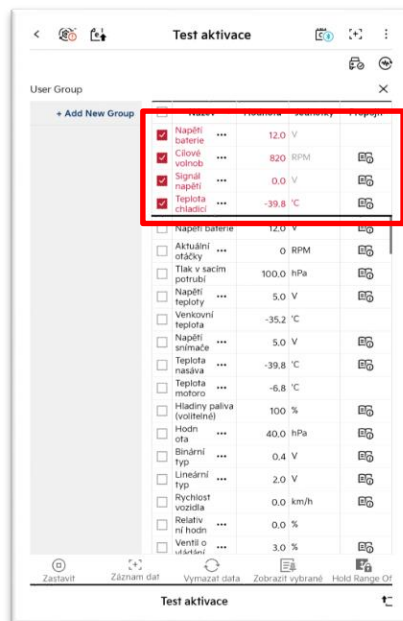 Test aktivace
User Group
+ Add New Group
Název Hodnota Jednotky Propojit
Napětí baterie ... 12.0 V
Cílové volnob ... 820 RPM
Signál napětí ... 0.0 V
Teplota chladicí ... -39.8 °C
Napětí baterie 12.0 V
Aktuální otáčky ... 0 RPM
Tlak v sacím potrubí 100.0 hPa
Napětí teploty ... 5.0 V
Venkovní teplota -35.2 °C
Napětí snímače ... 5.0 V
Teplota nasáva ... -39.8 °C
Teplota motoro ... -6.8 °C
Hladiny paliva (volitelné) 100 %
Hodn ota ... 40.0 hPa
Binární typ ... 0.4 V
Lineární typ ... 2.0 V
Rychlost vozidla 0.0 km/h
Relativ ní hodn ... 0.0 %
Ventil o vládání ... 3.0 %
Zastavit Záznam dat Vymazat data Zobrazit vybrané Hold Range Of
Test aktivace